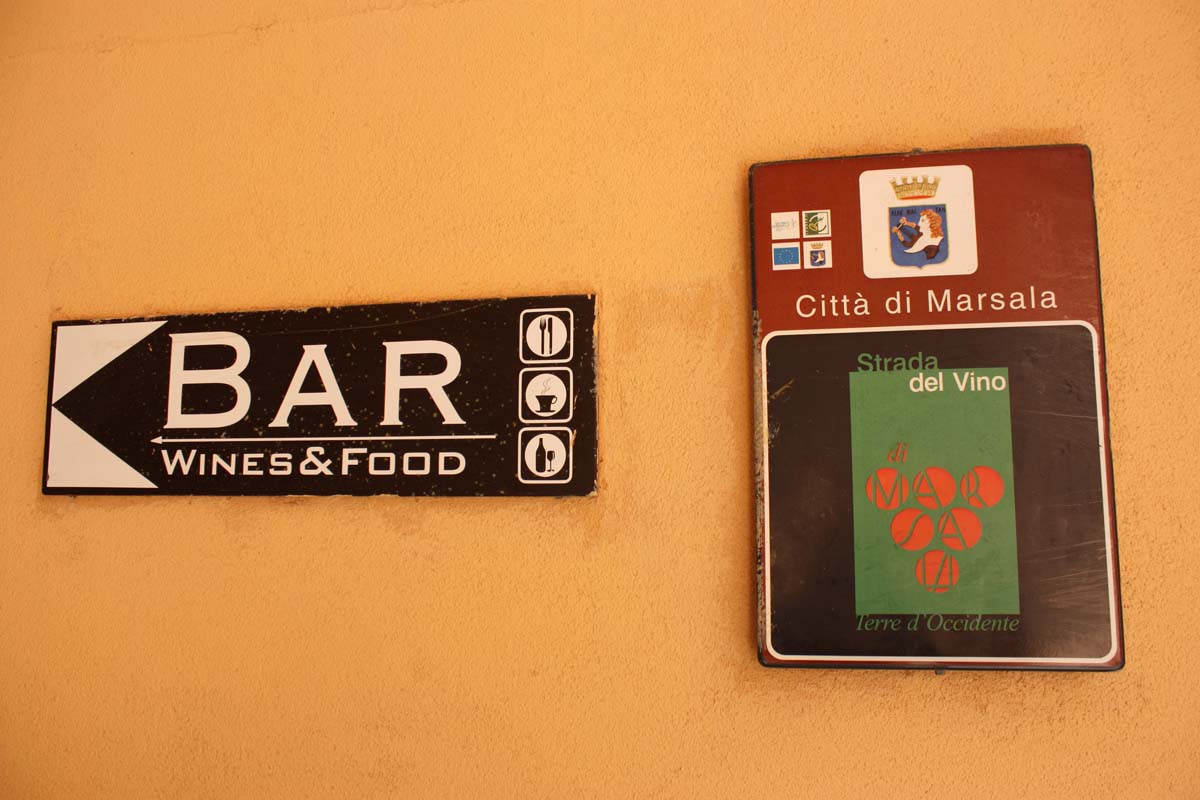 BAR
WINES & FOOD
Città di Marsala
Strada
del Vino
di
MAR
SA
LA
Terre d'Occidente